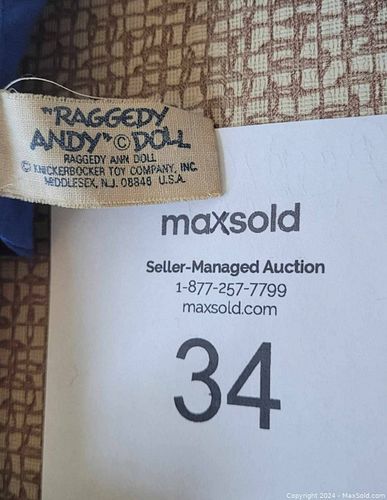 "RAGGEDY
ANDY" © DOLL
RAGGEDY ANN DOLL
© KNICKERBOCKER TOY COMPANY, INC.
MIDDLESEX, N.J. 08846 U.S.A.
maxsold
Seller-Managed Auction
1-877-257-7799
maxsold.com
34
Copyright 2024 - MaxSold.com